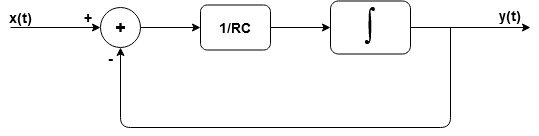 x(t) + + 1/RC ∫ y(t)
-